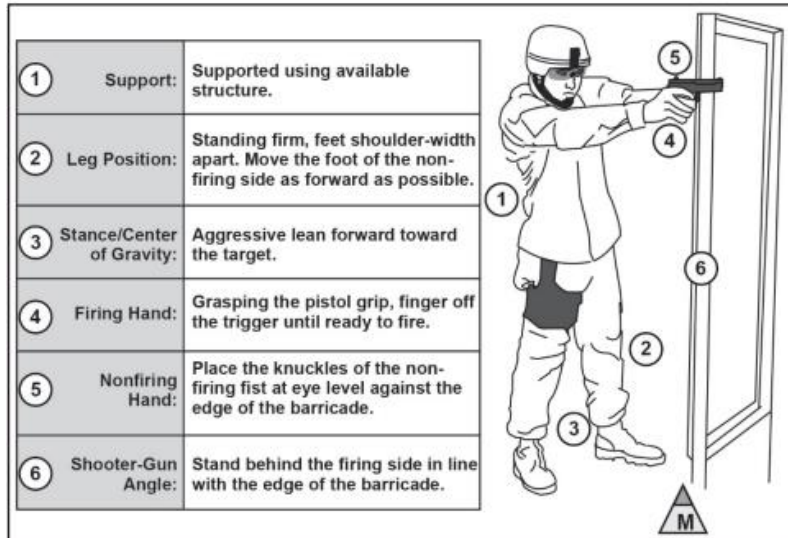 1 Support: Supported using available
structure.
2 Leg Position: Standing firm, feet shoulder-width
apart. Move the foot of the non-
firing side as forward as possible.
3 Stance/Center
of Gravity: Aggressive lean forward toward
the target.
4 Firing Hand: Grasping the pistol grip, finger off
the trigger until ready to fire.
5 Nonfiring
Hand: Place the knuckles of the non-
firing fist at eye level against the
edge of the barricade.
6 Shooter-Gun
Angle: Stand behind the firing side in line
with the edge of the barricade.
5
4
1
6
2
3
M